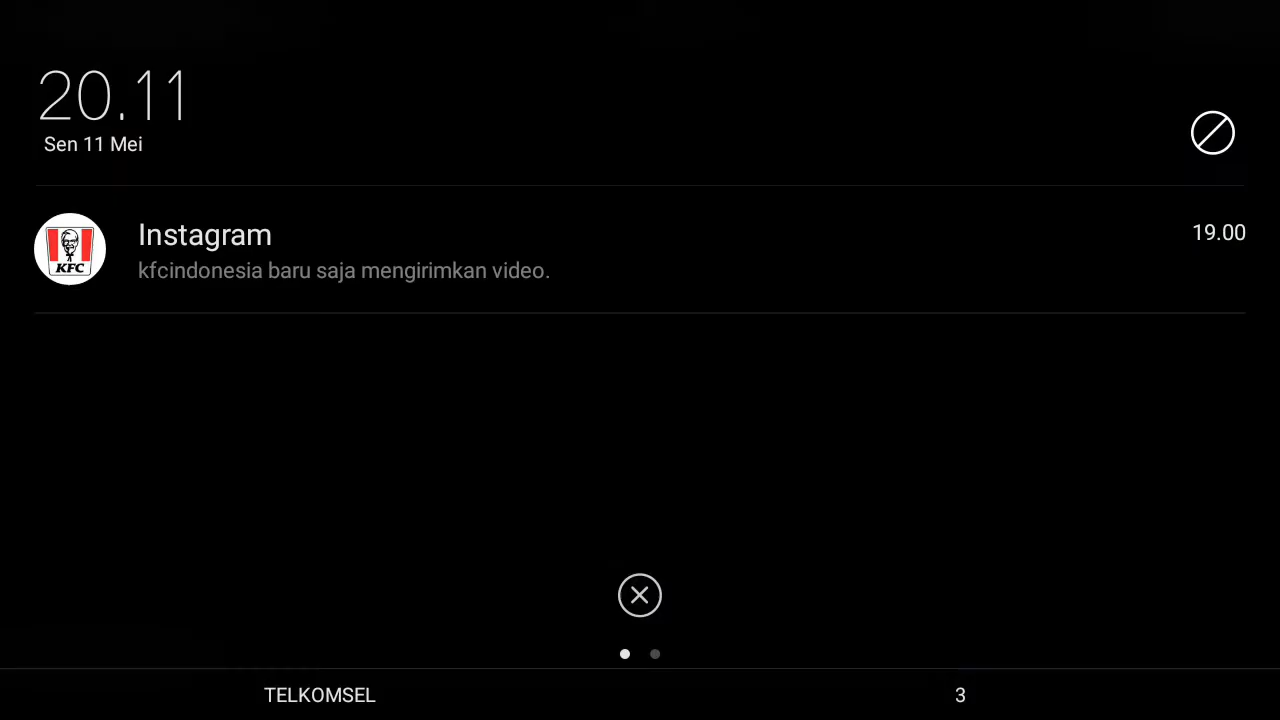 20.11
Sen 11 Mei
Instagram
19.00
kfcindonesia baru saja mengirimkan video.
KFC
TELKOMSEL
3